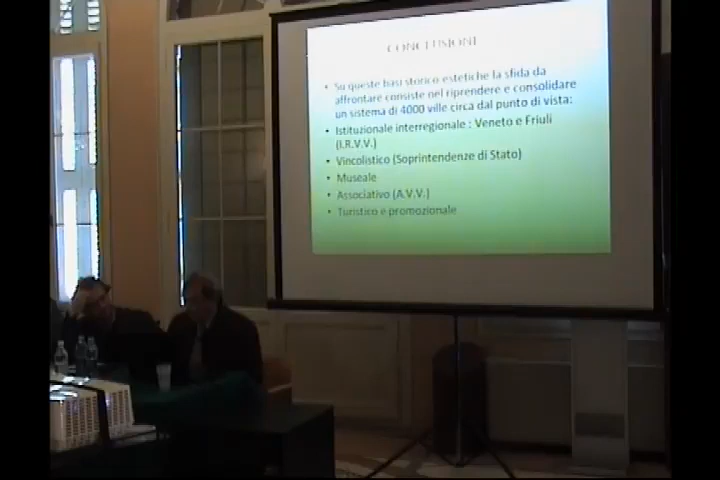 CONCLUSIONI
• Su queste basi storico estetiche la sfida da
affrontare consiste nel riprendere e consolidare
un sistema di 4000 ville circa dal punto di vista:
• Istituzionale interregionale : Veneto e Friuli
(I.R.V.V.)
• Vincolistico (Soprintendenze di Stato)
• Museale
• Associativo (A.V.V.)
• Turistico e promozionale